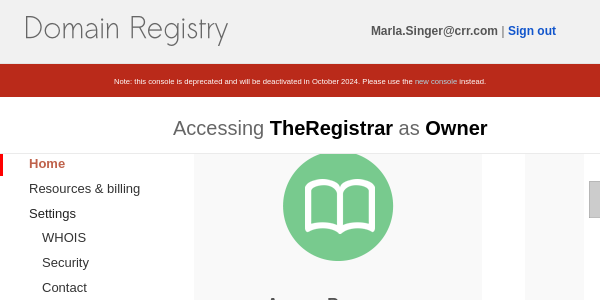 Domain Registry
Marla.Singer@crr.com | Sign out
Note: this console is deprecated and will be deactivated in October 2024. Please use the new console instead.
Accessing TheRegistrar as Owner
Home
Resources & billing
Settings
WHOIS
Security
Contact